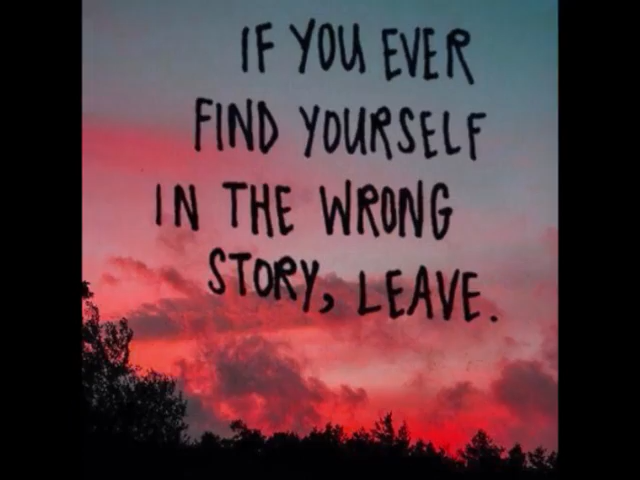 IF YOU EVER
FIND YOURSELF
IN THE WRONG
STORY, LEAVE.